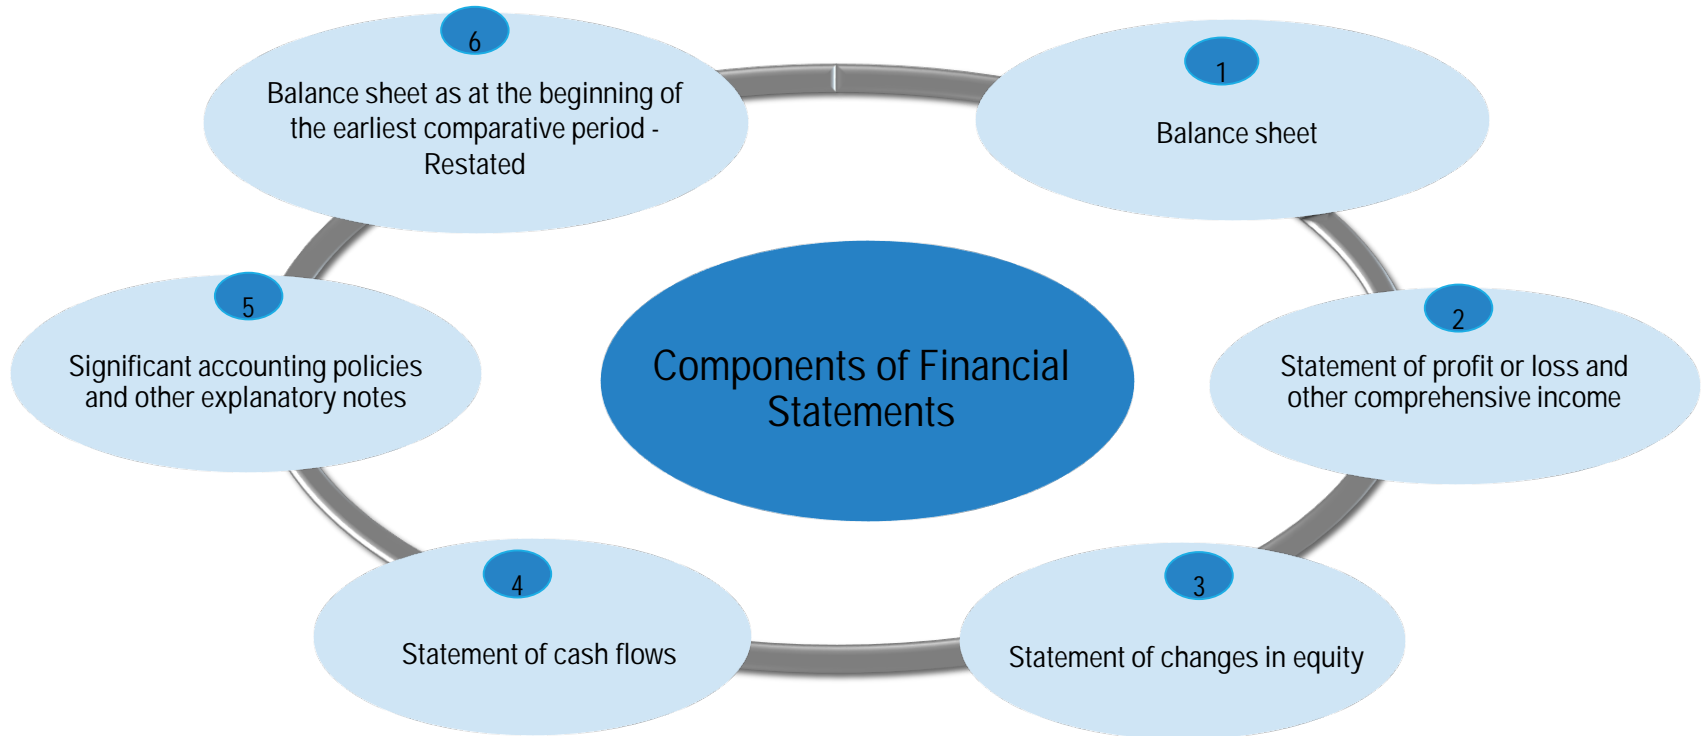 Components of Financial
Statements
1
Balance sheet
2
Statement of profit or loss and
other comprehensive income
3
Statement of changes in equity
4
Statement of cash flows
5
Significant accounting policies
and other explanatory notes
6
Balance sheet as at the beginning of
the earliest comparative period -
Restated